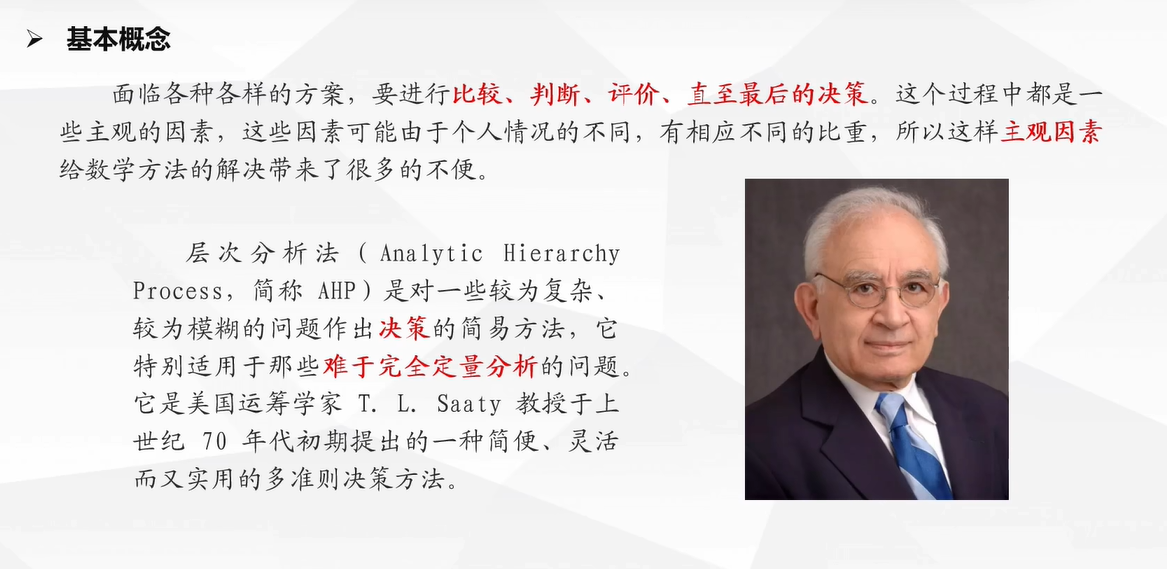 基本概念
面临各种各样的方案，要进行比较、判断、评价、直至最后的决策。这个过程中都是一
些主观的因素，这些因素可能由于个人情况的不同，有相应不同的比重，所以这样主观因素
给数学方法的解决带来了很多的不便。
层次分析法（Analytic Hierarchy
Process，简称 AHP）是对一些较为复杂、
较为模糊的问题作出决策的简易方法，它
特别适用于那些难于完全定量分析的问题。
它是美国运筹学家 T. L. Saaty 教授于上
世纪 70 年代初期提出的一种简便、灵活
而又实用的多准则决策方法。